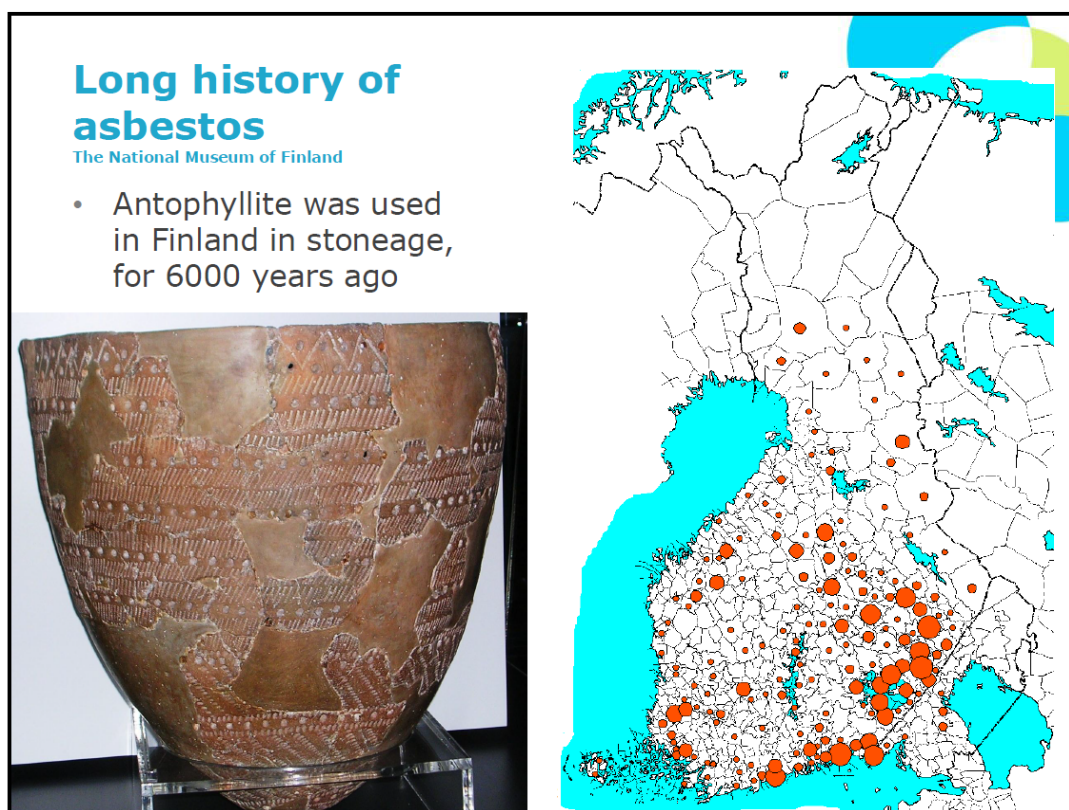 Long history of
asbestos
The National Museum of Finland
• Antophyllite was used
in Finland in stoneage,
for 6000 years ago